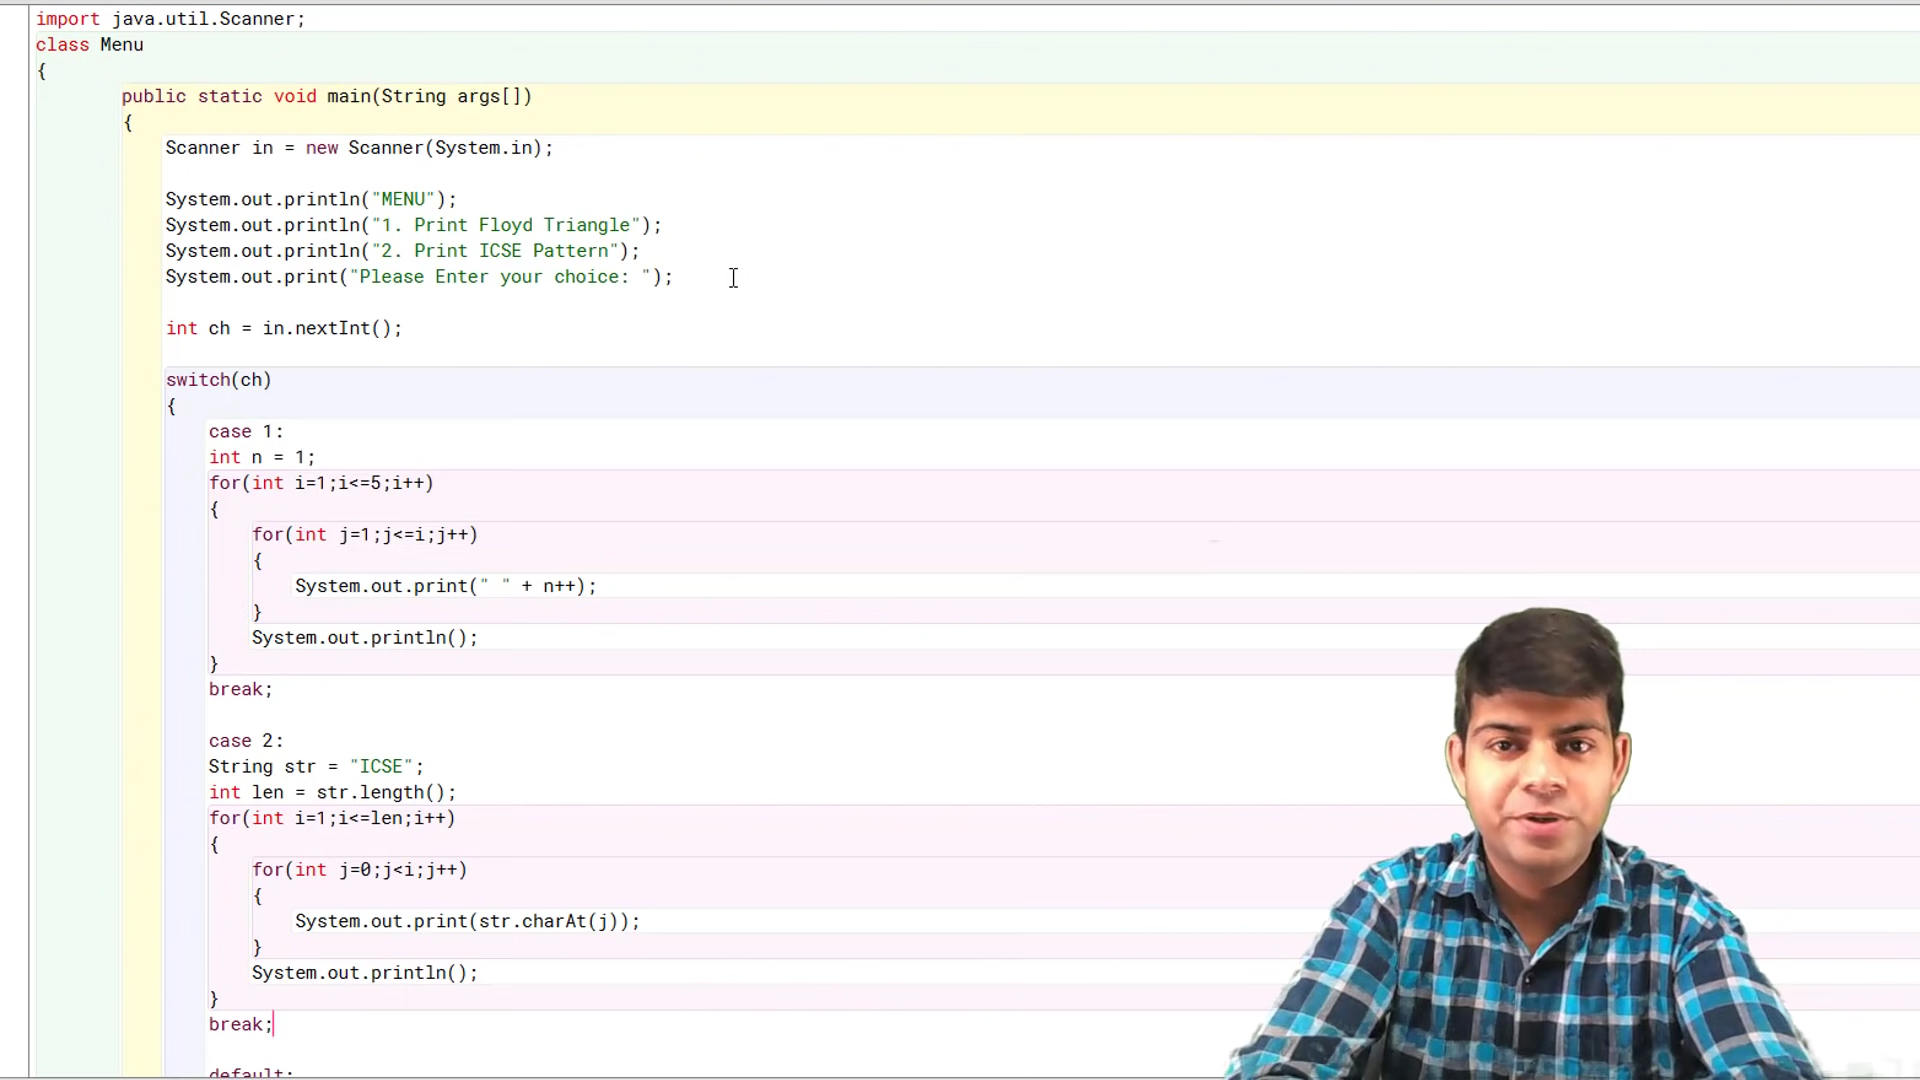 import java.util.Scanner;
class Menu
{
public static void main(String args[])
{
Scanner in = new Scanner(System.in);
System.out.println("MENU");
System.out.println("1. Print Floyd Triangle");
System.out.println("2. Print ICSE Pattern");
System.out.print("Please Enter your choice: ");
int ch = in.nextInt();
switch(ch)
{
case 1:
int n = 1;
for(int i=1;i<=5;i++)
{
for(int j=1;j<=i;j++)
{
System.out.print(" " + n++);
}
System.out.println();
}
break;
case 2:
String str = "ICSE";
int len = str.length();
for(int i=1;i<=len;i++)
{
for(int j=0;j<i;j++)
{
System.out.print(str.charAt(j));
}
System.out.println();
}
break;
default: